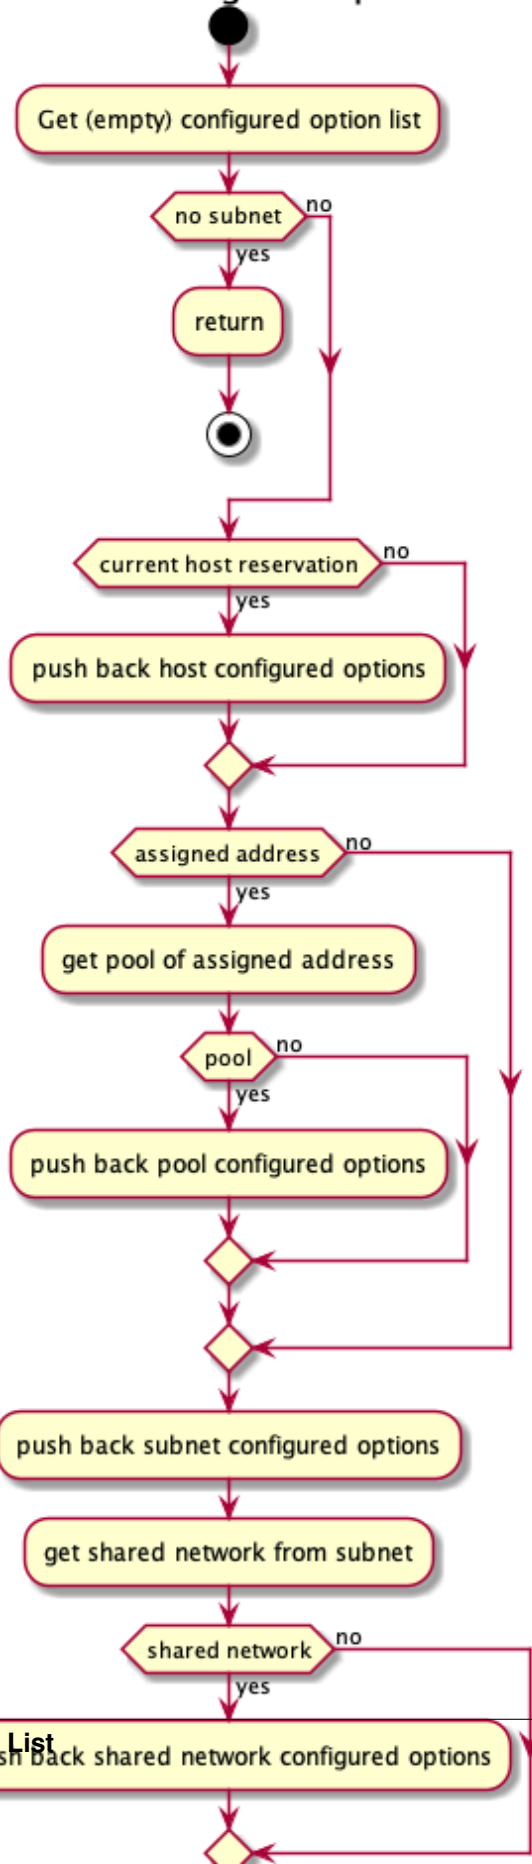 Get (empty) configured option list
no subnet
no
yes
return
current host reservation
no
yes
push back host configured options
assigned address
no
yes
get pool of assigned address
pool
no
yes
push back pool configured options
push back subnet configured options
get shared network from subnet
shared network
no
yes
List
back shared network configured options